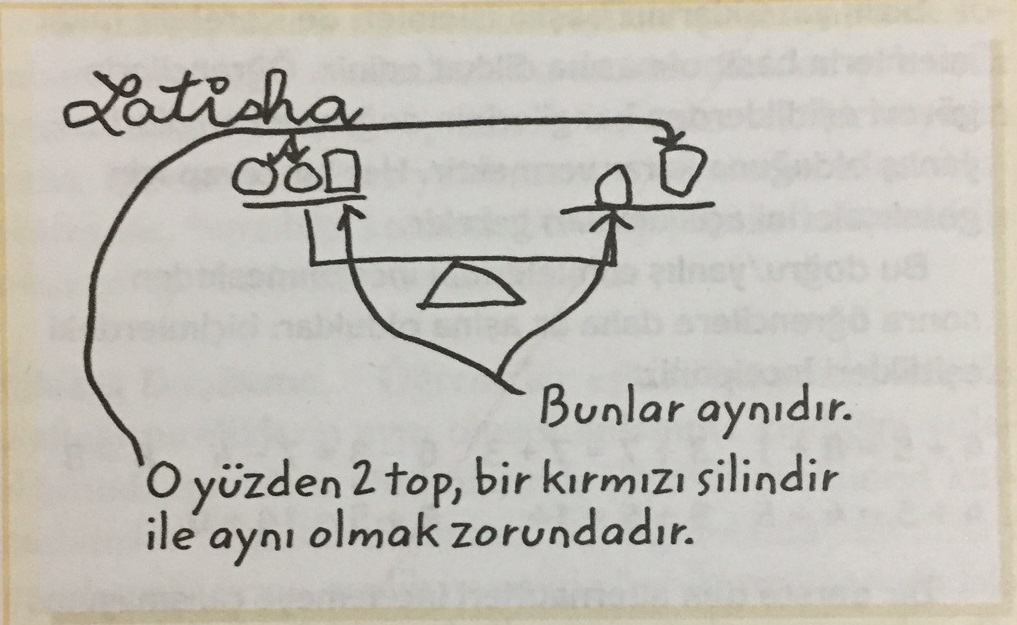 Latisha
Bunlar aynıdır.
O yüzden 2 top, bir kırmızı silindir
ile aynı olmak zorundadır.